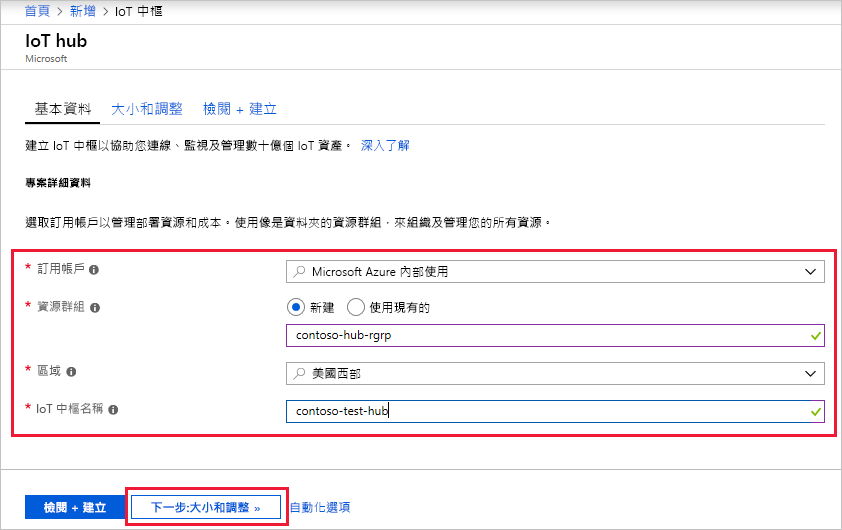 首頁 > 新增 > IoT 中樞
IoT hub
Microsoft
基本資料 大小和調整 檢閱 + 建立
建立 IoT 中樞以協助您連線、監視及管理數十億個 IoT 資產。 深入了解
專案詳細資料
選取訂用帳戶以管理部署資源和成本。使用像是資料夾的資源群組，來組織及管理您的所有資源。
* 訂用帳戶 Microsoft Azure 內部使用
* 資源群組 新建 使用現有的
contoso-hub-rgrp
* 區域 美國西部
* IoT 中樞名稱 contoso-test-hub
檢閱 + 建立 下一步:大小和調整 » 自動化選項